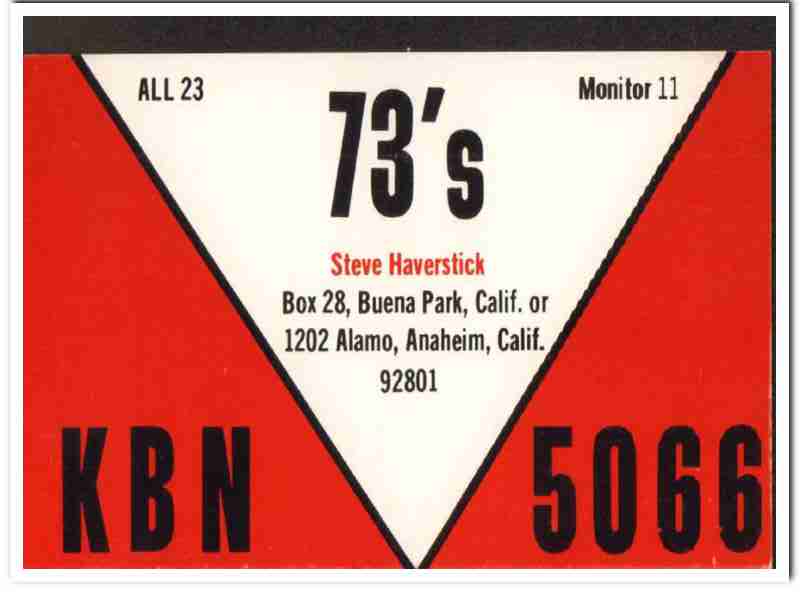 ALL 23
Monitor 11
73's
Steve Haverstick
Box 28, Buena Park, Calif. or
1202 Alamo, Anaheim, Calif.
92801
KBN 5066